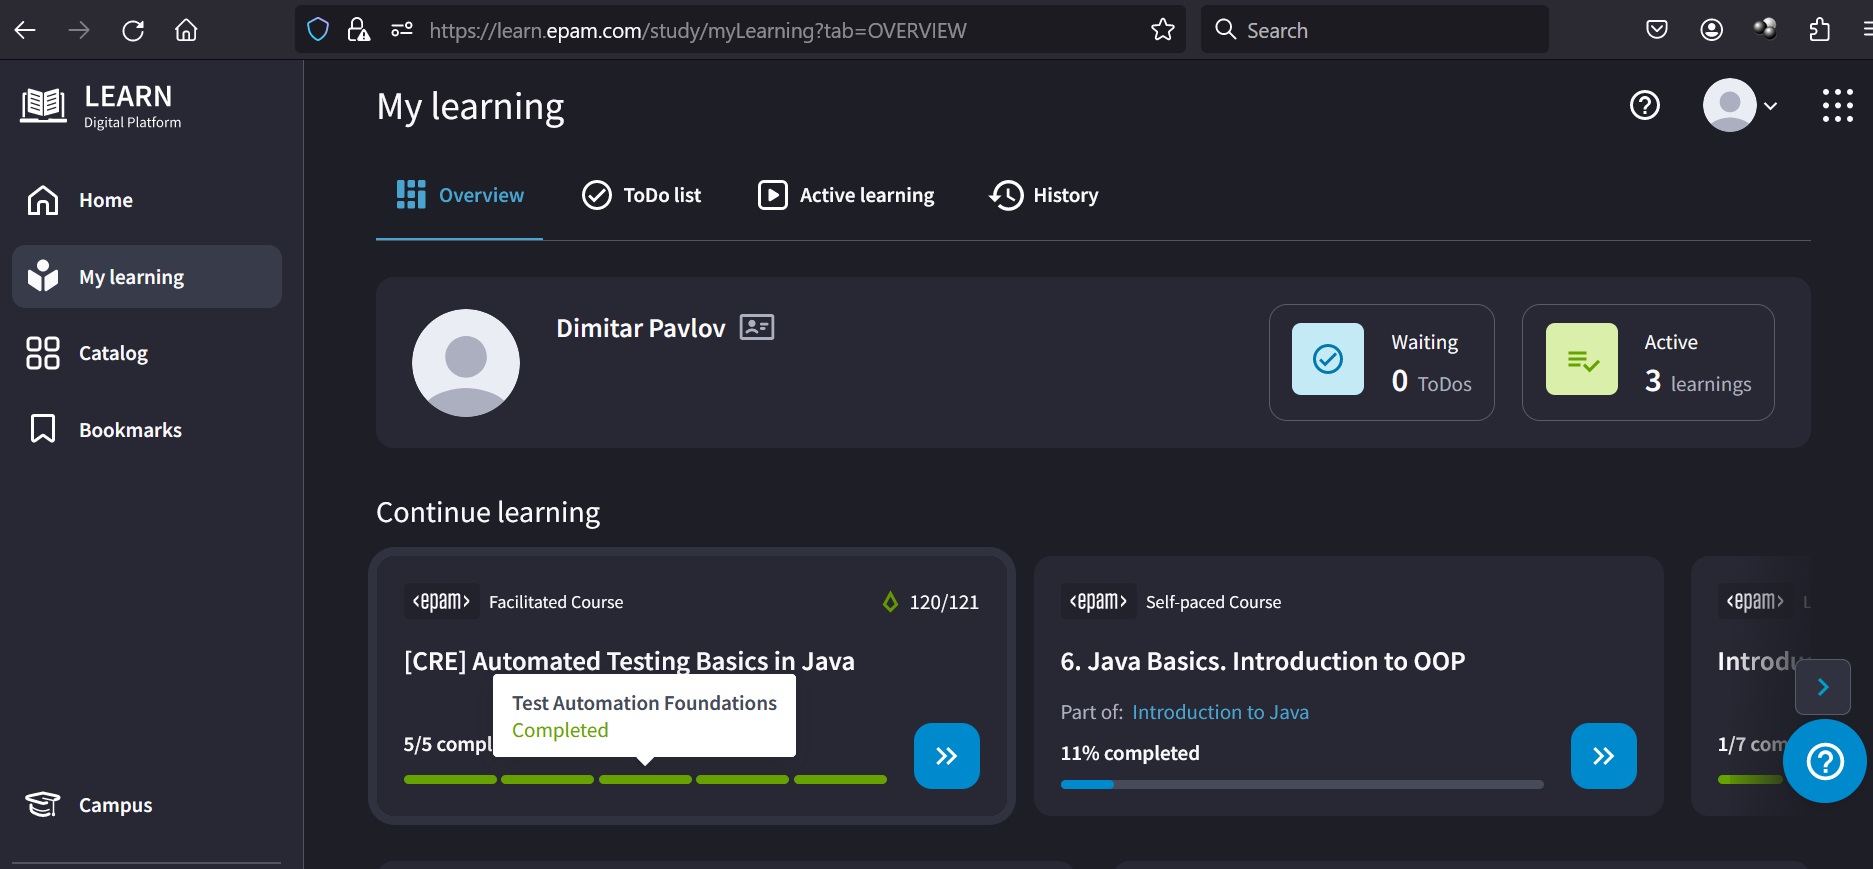 https://learn.epam.com/study/myLearning?tab=OVERVIEW
Search
LEARN
Digital Platform
Home
My learning
Catalog
Bookmarks
Campus
My learning
Overview
ToDo list
Active learning
History
Dimitar Pavlov
Waiting
0 ToDos
Active
3 learnings
Continue learning
<epam> Facilitated Course
120/121
[CRE] Automated Testing Basics in Java
Test Automation Foundations
Completed
5/5 compl
<epam> Self-paced Course
6. Java Basics. Introduction to OOP
Part of: Introduction to Java
11% completed
<epam> L
Introdu
1/7 com